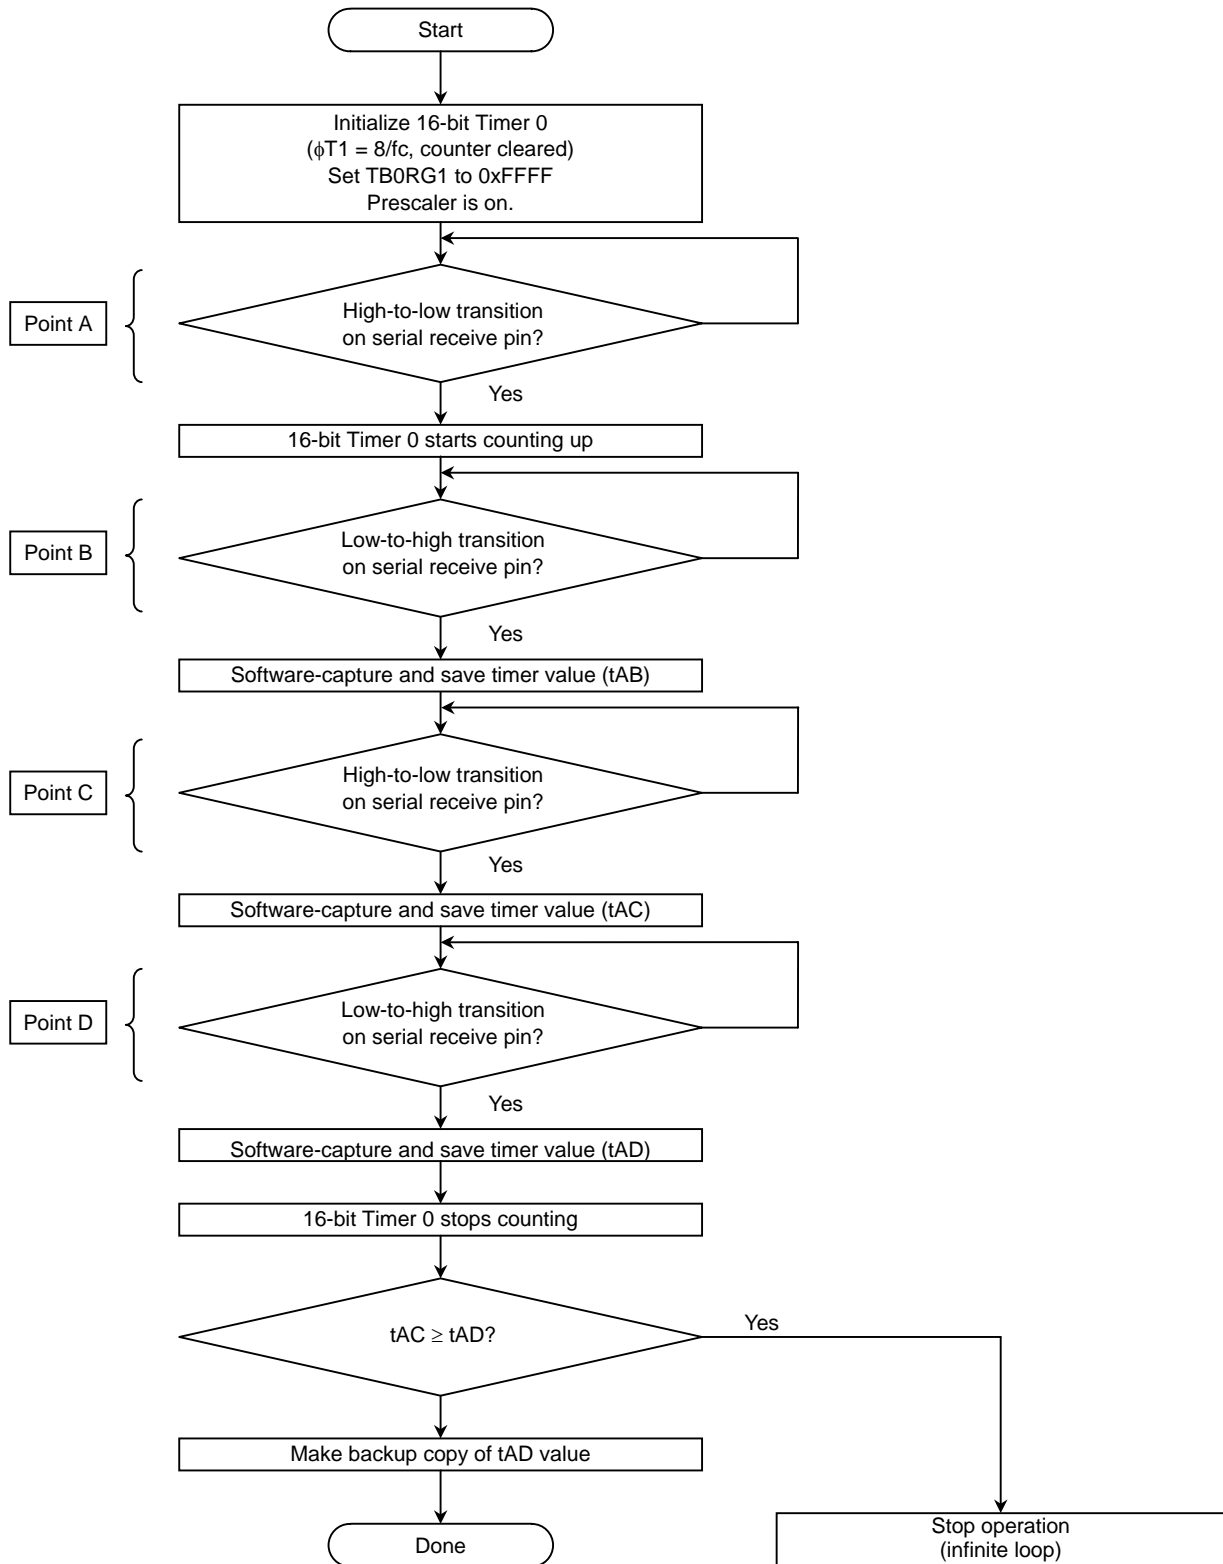 Start
Initialize 16-bit Timer 0
(ϕT1 = 8/fc, counter cleared)
Set TB0RG1 to 0xFFFF
Prescaler is on.
Point A
High-to-low transition
on serial receive pin?
Yes
16-bit Timer 0 starts counting up
Point B
Low-to-high transition
on serial receive pin?
Yes
Software-capture and save timer value (tAB)
Point C
High-to-low transition
on serial receive pin?
Yes
Software-capture and save timer value (tAC)
Point D
Low-to-high transition
on serial receive pin?
Yes
Software-capture and save timer value (tAD)
16-bit Timer 0 stops counting
tAC ≥ tAD?
Yes
Make backup copy of tAD value
Done
Stop operation
(infinite loop)